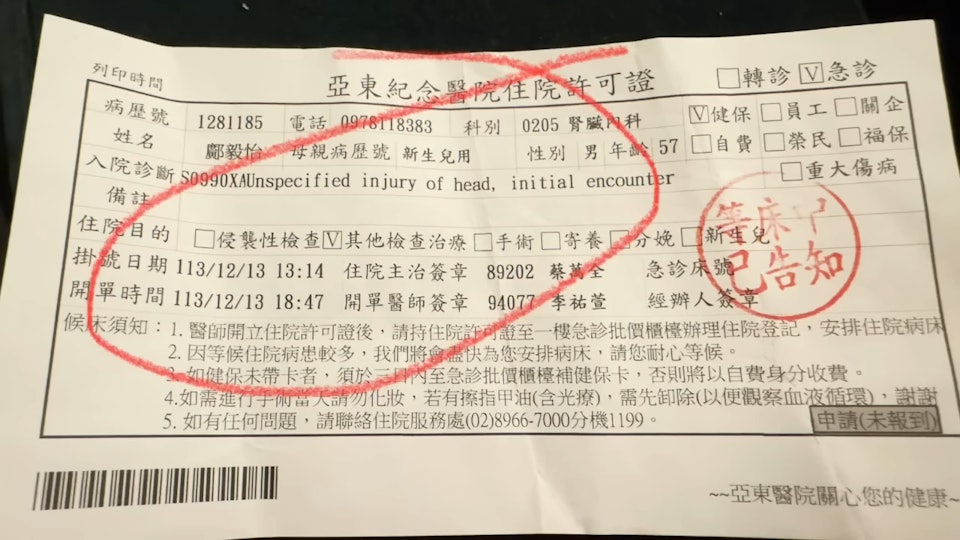 亞東紀念醫院住院許可證 □轉診 ☑急診
列印時間
病歷號 1281185 電話 0978118383 科別 0205 腎臟內科 ☑健保 □員工 □關企
姓名 鄺毅怡 母親病歷號 新生兒用 性別 男 年齡 57 □自費 □榮民 □福保
入院診斷 S0990XAUnspecified injury of head, initial encounter □重大傷病
備註
住院目的 □侵襲性檢查 ☑其他檢查治療 □手術 □寄養 □分娩 □新生兒
掛號日期 113/12/13 13:14 住院主治簽章 89202 蔡萬全 急診床號
開單時間 113/12/13 18:47 開單醫師簽章 94077 李祐萱 經辦人簽章
等床中
已告知
候床須知：1. 醫師開立住院許可證後，請持住院許可證至一樓急診批價櫃檯辦理住院登記，安排住院病床
2. 因等候住院病患較多，我們將會盡快為您安排病床，請您耐心等候。
3. 如健保未帶卡者，須於三日內至急診批價櫃檯補健保卡，否則將以自費身分收費。
4.如需進行手術當天請勿化妝，若有擦指甲油(含光療)，需先卸除(以便觀察血液循環)，謝謝
5. 如有任何問題，請聯絡住院服務處(02)8966-7000分機1199。
申請(未報到)
~~亞東醫院關心您的健康~